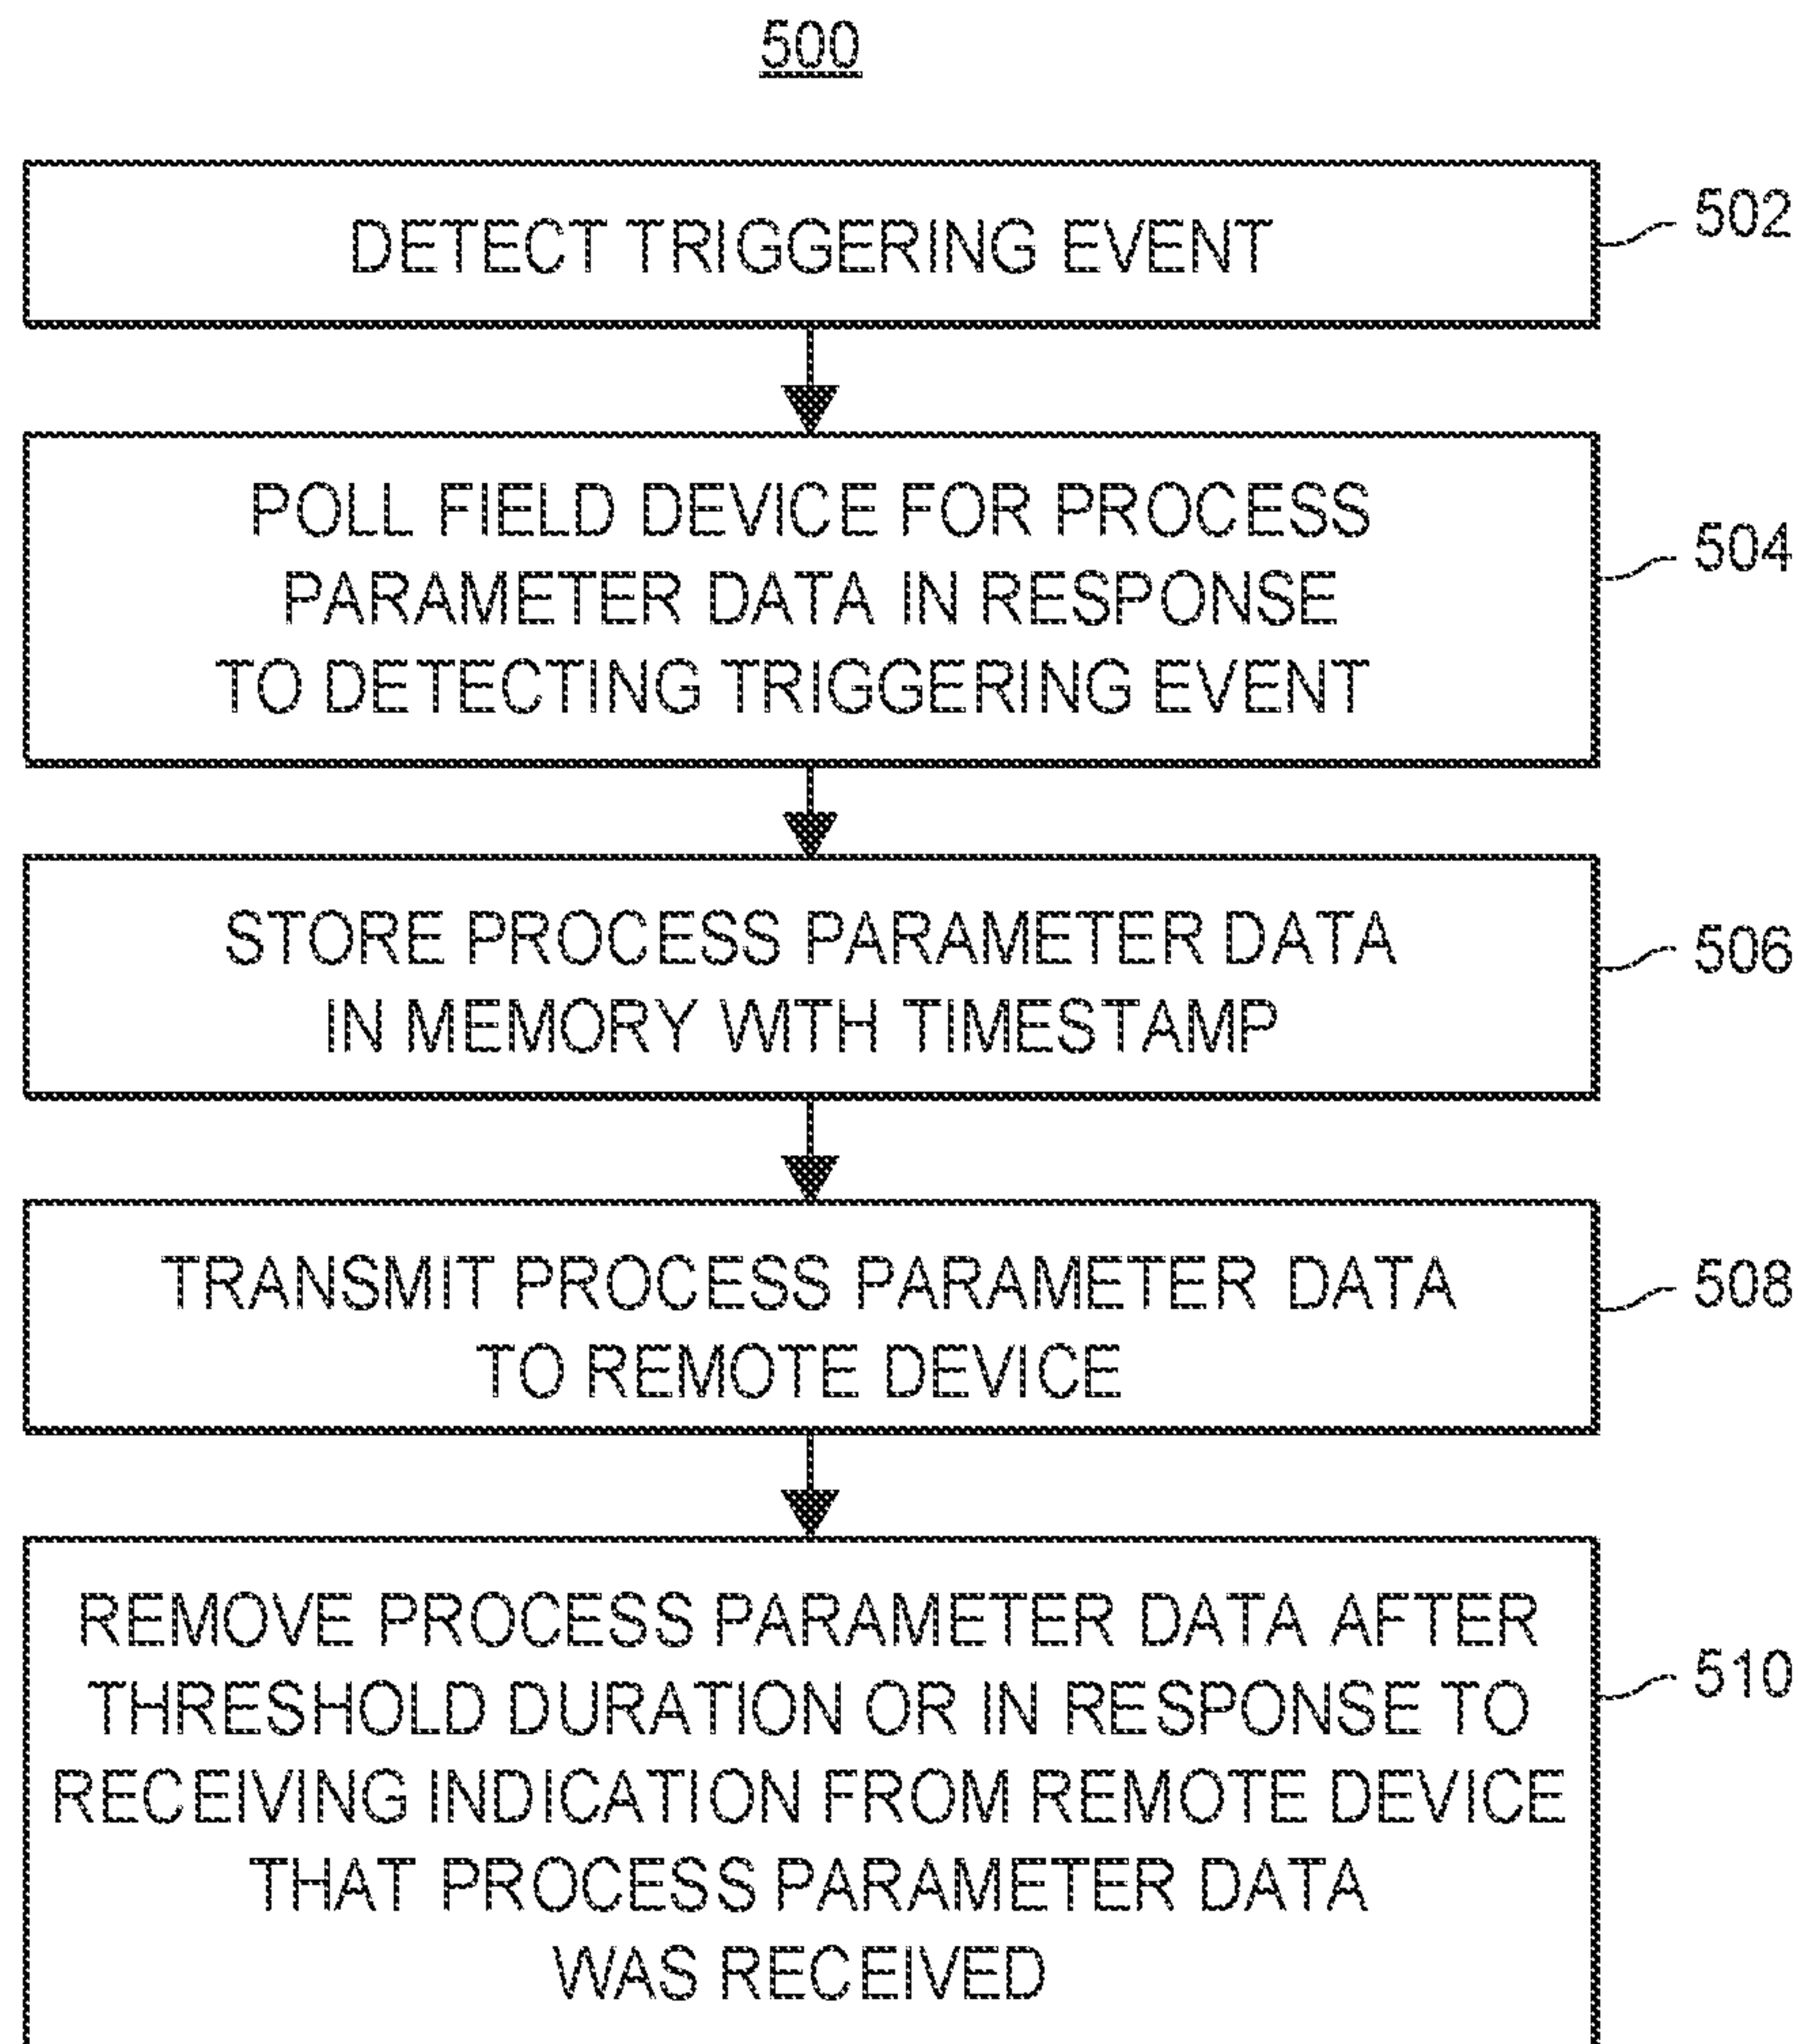 500
DETECT TRIGGERING EVENT
502
POLL FIELD DEVICE FOR PROCESS
PARAMETER DATA IN RESPONSE
TO DETECTING TRIGGERING EVENT
504
STORE PROCESS PARAMETER DATA
IN MEMORY WITH TIMESTAMP
506
TRANSMIT PROCESS PARAMETER DATA
TO REMOTE DEVICE
508
REMOVE PROCESS PARAMETER DATA AFTER
THRESHOLD DURATION OR IN RESPONSE TO
RECEIVING INDICATION FROM REMOTE DEVICE
THAT PROCESS PARAMETER DATA
WAS RECEIVED
510